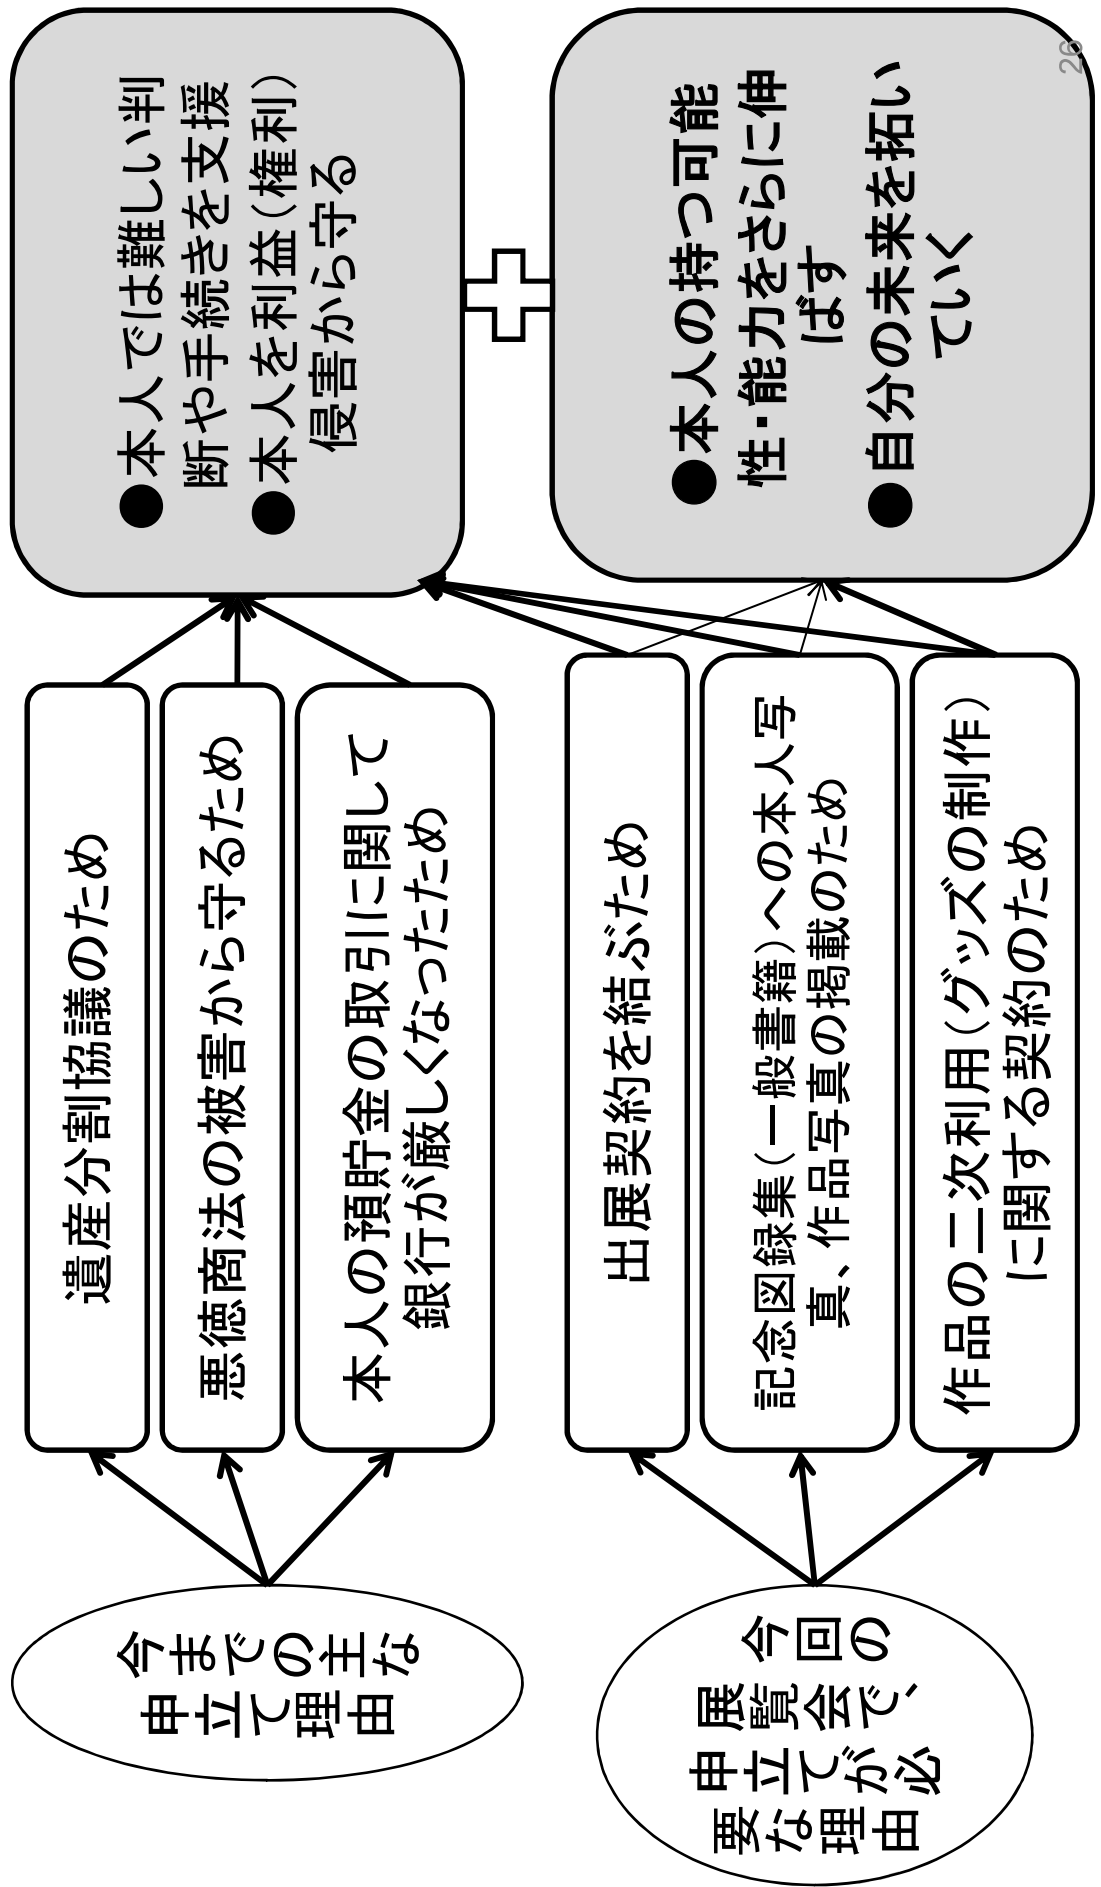 今までの主な
申立て理由
遺産分割協議のため
悪徳商法の被害から守るため
本人の預貯金の取引に関して
銀行が厳しくなったため
●本人では難しい判
断や手続きを支援
●本人を利益(権利)
侵害から守る
今回の
展覧会で、
申立てが必
要な理由
出展契約を結ぶため
記念図録集(一般書籍)への本人写
真、作品写真の掲載のため
作品の二次利用(グッズの制作)
に関する契約のため
●本人の持つ可能
性・能力をさらに伸
ばす
●自分の未来を拓い
ていく
26